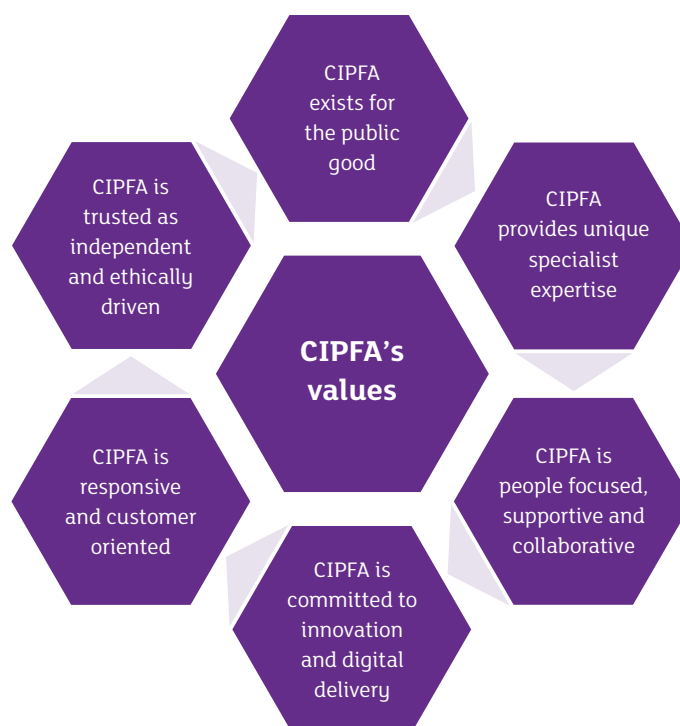 CIPFA
exists for
the public
good
CIPFA
provides unique
specialist
expertise
CIPFA is
people focused,
supportive and
collaborative
CIPFA is
committed to
innovation
and digital
delivery
CIPFA is
responsive
and customer
oriented
CIPFA is
trusted as
independent
and ethically
driven
CIPFA’s
values